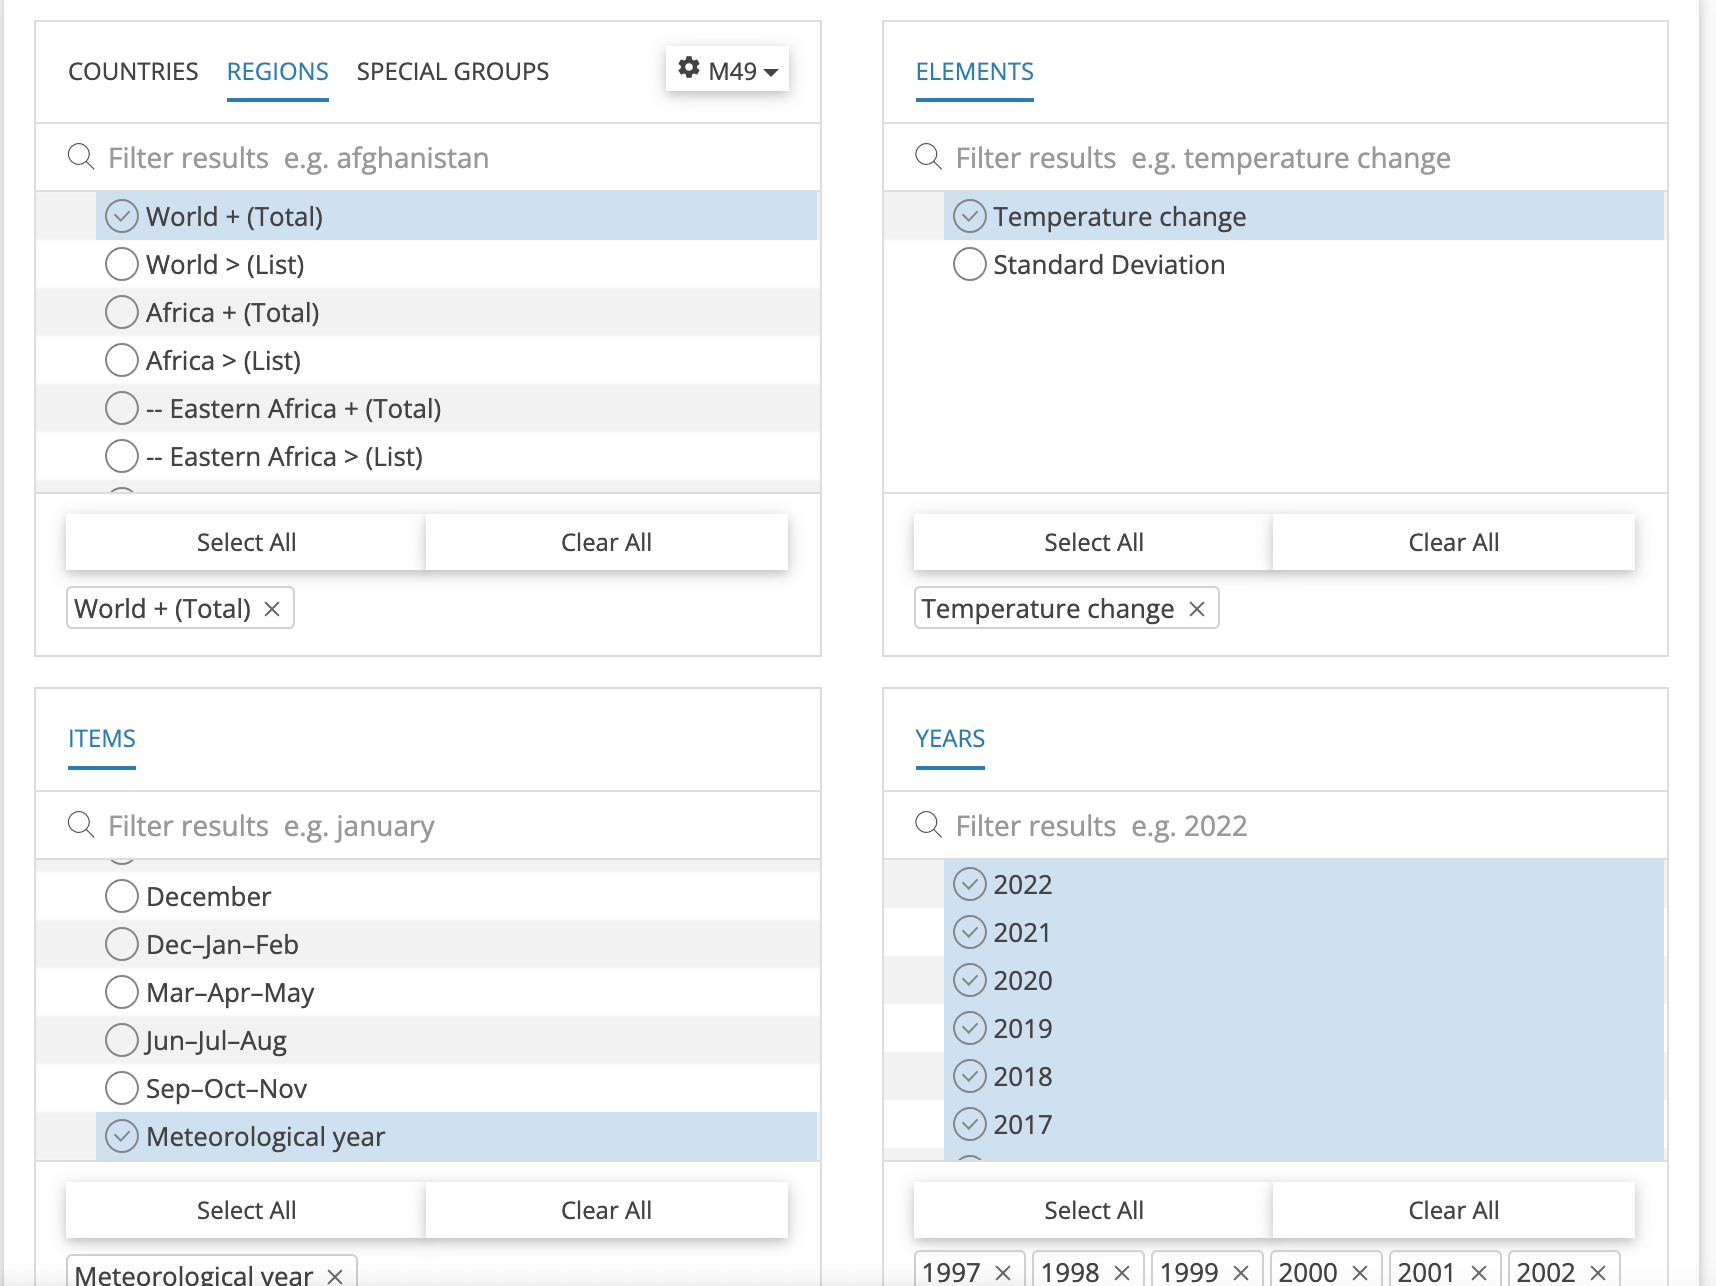 COUNTRIES REGIONS SPECIAL GROUPS M49
Filter results e.g. afghanistan
World + (Total)
World > (List)
Africa + (Total)
Africa > (List)
-- Eastern Africa + (Total)
-- Eastern Africa > (List)
Select All Clear All
World + (Total) ×
ELEMENTS
Filter results e.g. temperature change
Temperature change
Standard Deviation
Select All Clear All
Temperature change ×
ITEMS
Filter results e.g. january
December
Dec–Jan–Feb
Mar–Apr–May
Jun–Jul–Aug
Sep–Oct–Nov
Meteorological year
Select All Clear All
Meteorological year ×
YEARS
Filter results e.g. 2022
2022
2021
2020
2019
2018
2017
Select All Clear All
1997 × 1998 × 1999 × 2000 × 2001 × 2002 ×